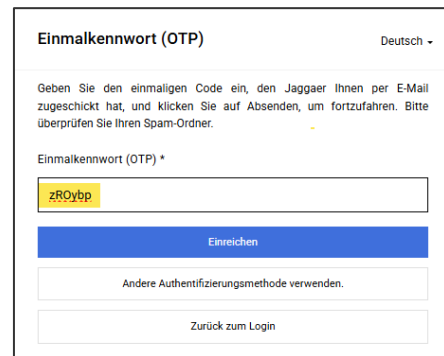 Einmalkennwort (OTP)
Deutsch
Geben Sie den einmaligen Code ein, den Jaggaer Ihnen per E-Mail
zugeschickt hat, und klicken Sie auf Absenden, um fortzufahren. Bitte
überprüfen Sie Ihren Spam-Ordner.
Einmalkennwort (OTP) *
zROybp
Einreichen
Andere Authentifizierungsmethode verwenden.
Zurück zum Login